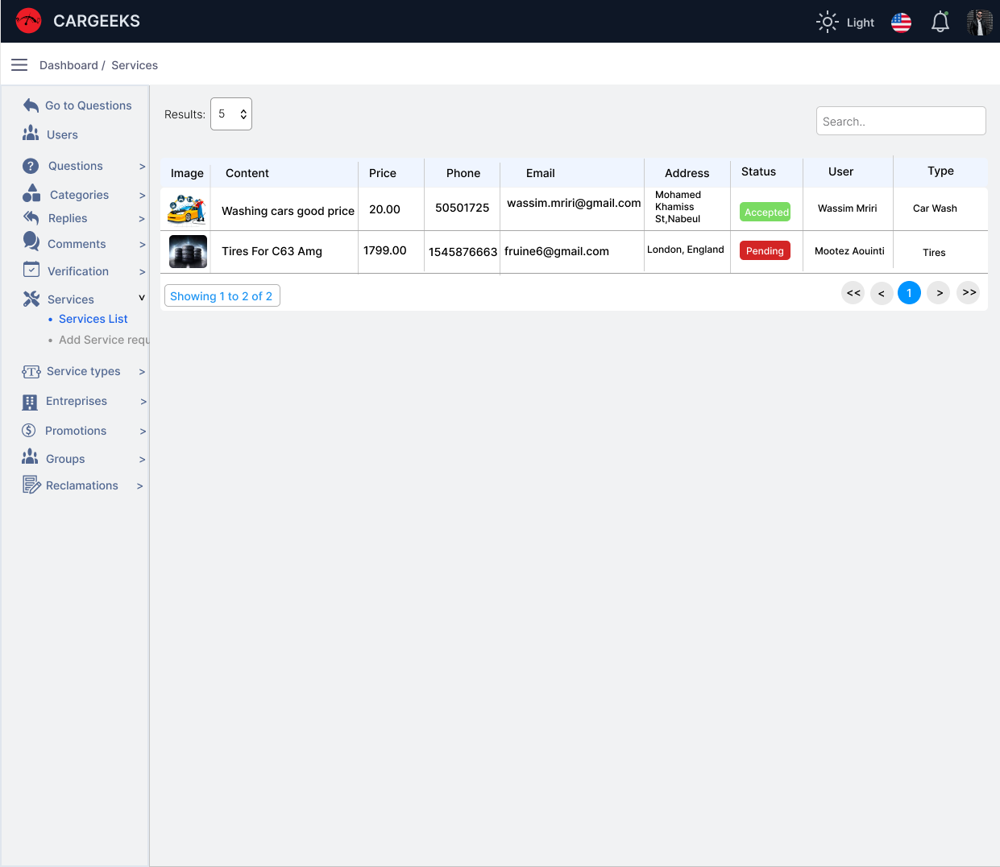 CARGEEKS
Light
Dashboard / Services
Go to Questions
Users
Questions >
Categories >
Replies >
Comments >
Verification >
Services v
• Services List
• Add Service requ
Service types >
Entreprises >
Promotions >
Groups >
Reclamations >
Results: 5
Search..
Image Content Price Phone Email Address Status User Type
Washing cars good price 20.00 50501725 wassim.mriri@gmail.com
Mohamed
Khamiss
St,Nabeul
Accepted Wassim Mriri Car Wash
Tires For C63 Amg 1799.00 1545876663 fruine6@gmail.com London, England Pending Mootez Aouinti Tires
Showing 1 to 2 of 2
<< < 1 > >>